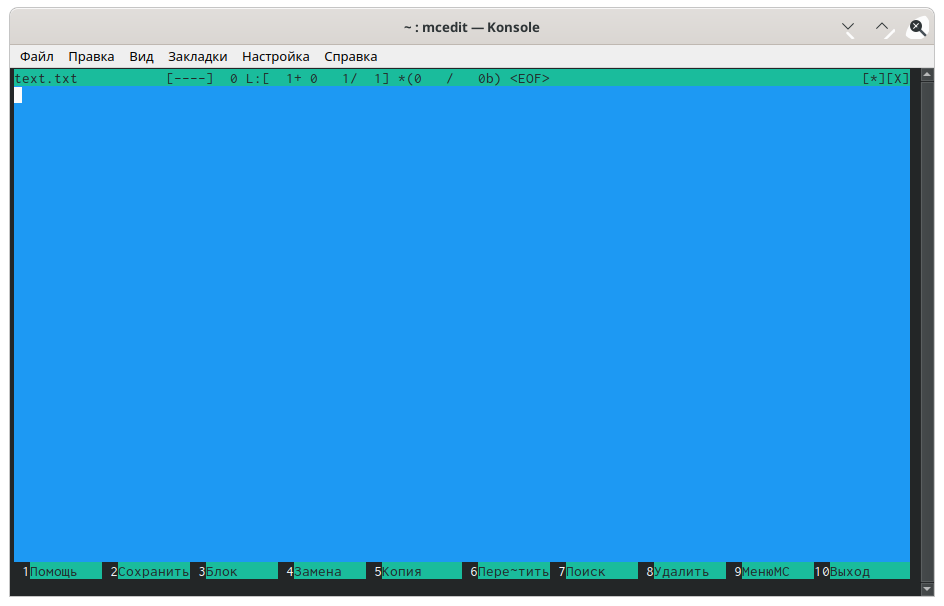 ~ : mcedit — Konsole
Файл Правка Вид Закладки Настройка Справка
text.txt [----] 0 L:[ 1+ 0 1/ 1] *(0 / 0b) <EOF> [*][X]
1Помощь 2Сохранить 3Блок 4Замена 5Копия 6Пере~тить 7Поиск 8Удалить 9МенюMC 10Выход